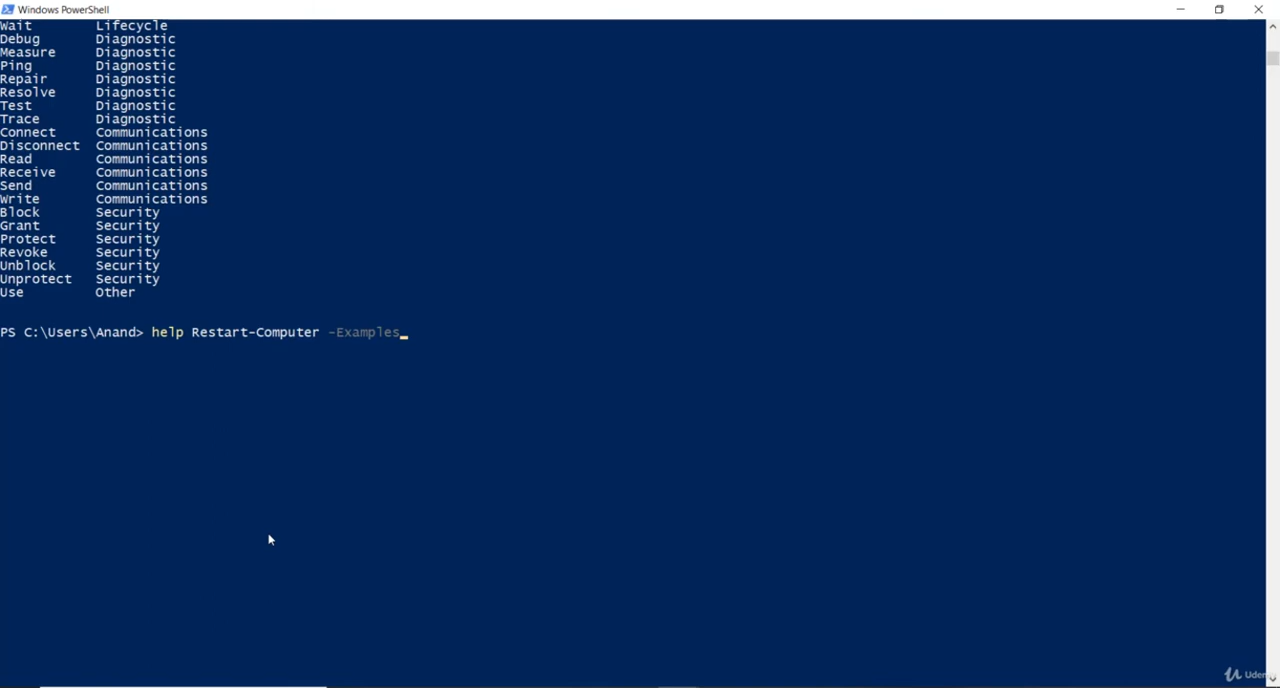 Windows PowerShell
Wait Lifecycle
Debug Diagnostic
Measure Diagnostic
Ping Diagnostic
Repair Diagnostic
Resolve Diagnostic
Test Diagnostic
Trace Diagnostic
Connect Communications
Disconnect Communications
Read Communications
Receive Communications
Send Communications
Write Communications
Block Security
Grant Security
Protect Security
Revoke Security
Unblock Security
Unprotect Security
Use Other
PS C:\Users\Anand> help Restart-Computer -Examples_